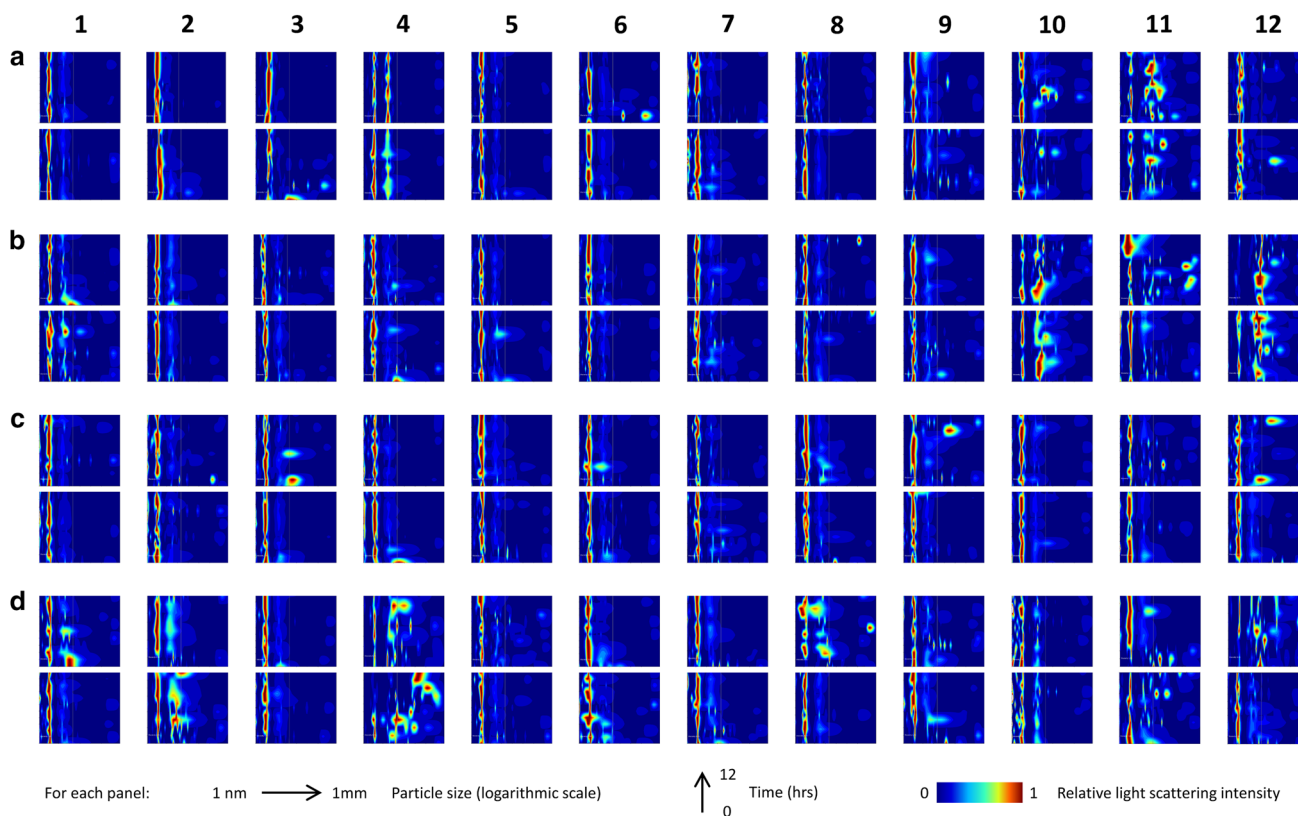 1 2 3 4 5 6 7 8 9 10 11 12
a
b
c
d
For each panel: 1 nm 1mm Particle size (logarithmic scale) 12 Time (hrs) 0 0 1 Relative light scattering intensity